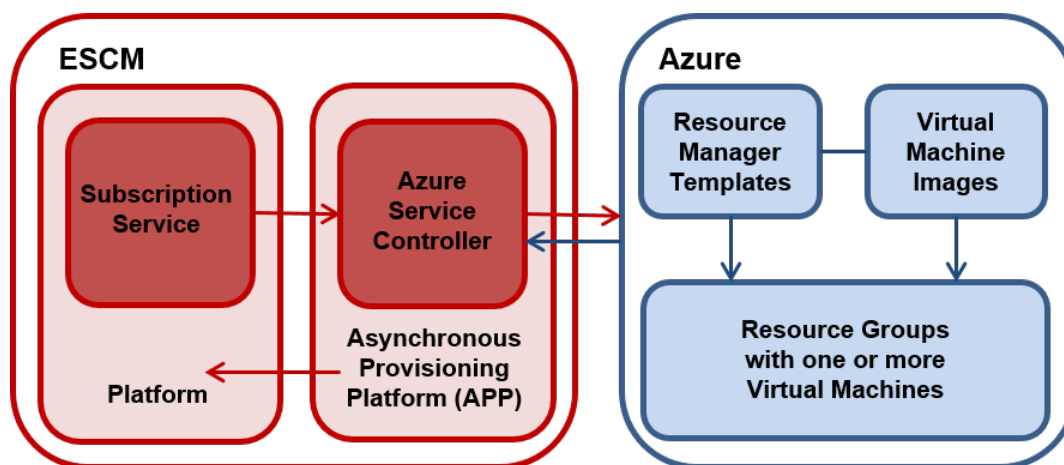 ESCM
Subscription
Service
Platform
Azure
Service
Controller
Asynchronous
Provisioning
Platform (APP)
Azure
Resource
Manager
Templates
Virtual
Machine
Images
Resource Groups
with one or more
Virtual Machines